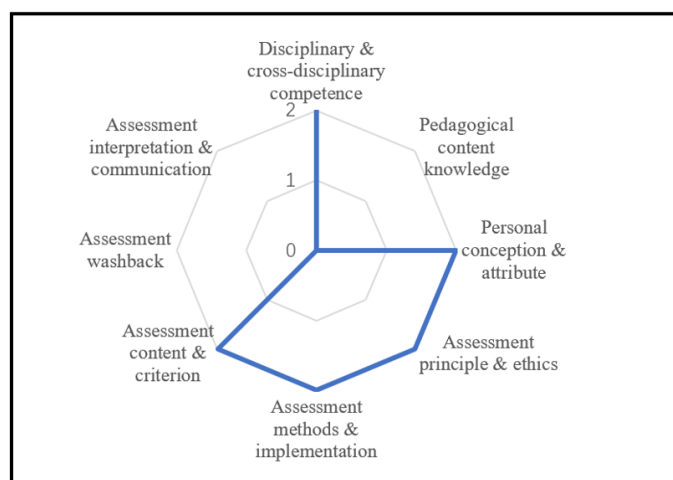 Disciplinary &
cross-disciplinary
competence
2
Pedagogical
content
knowledge
Assessment
interpretation &
communication
1
Personal
conception &
attribute
Assessment
washback
0
Assessment
content &
criterion
Assessment
principle & ethics
Assessment
methods &
implementation